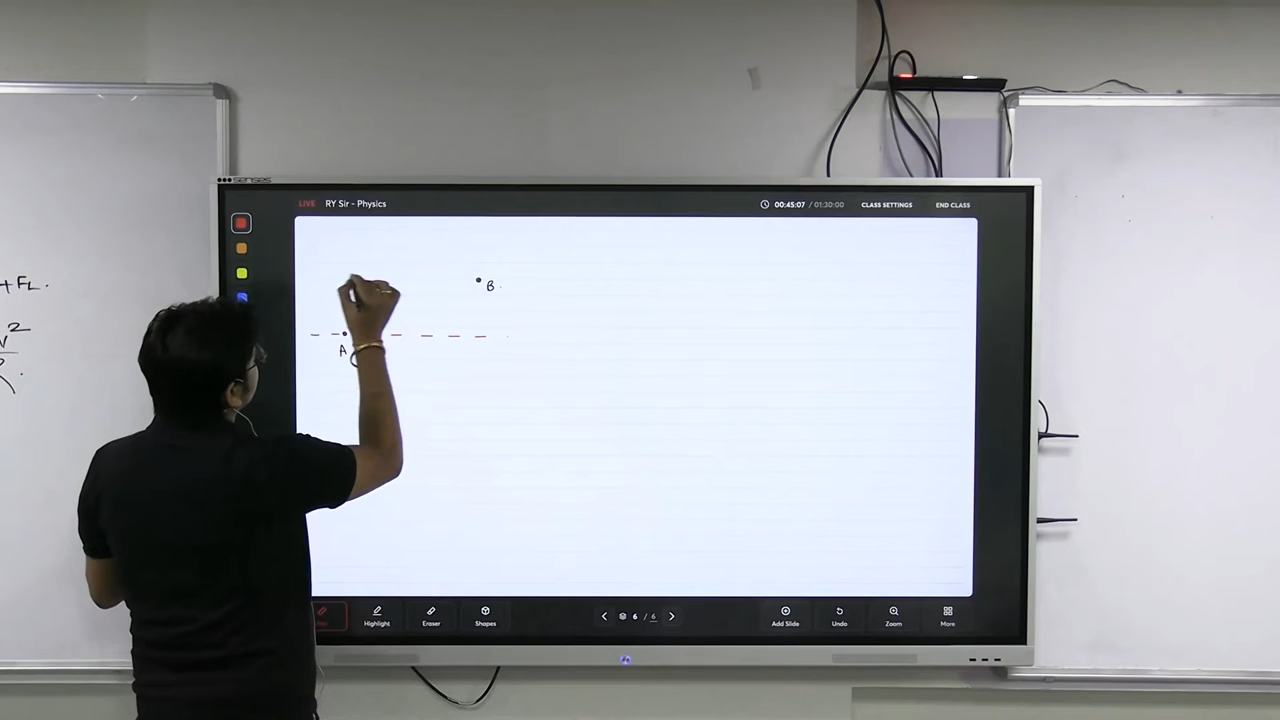 senses
LIVE RY Sir - Physics 00:45:07 / 01:30:00 CLASS SETTINGS END CLASS
+FL.
B.
A
Highlight Eraser Shapes 6 / 6 Add Slide Undo Zoom More